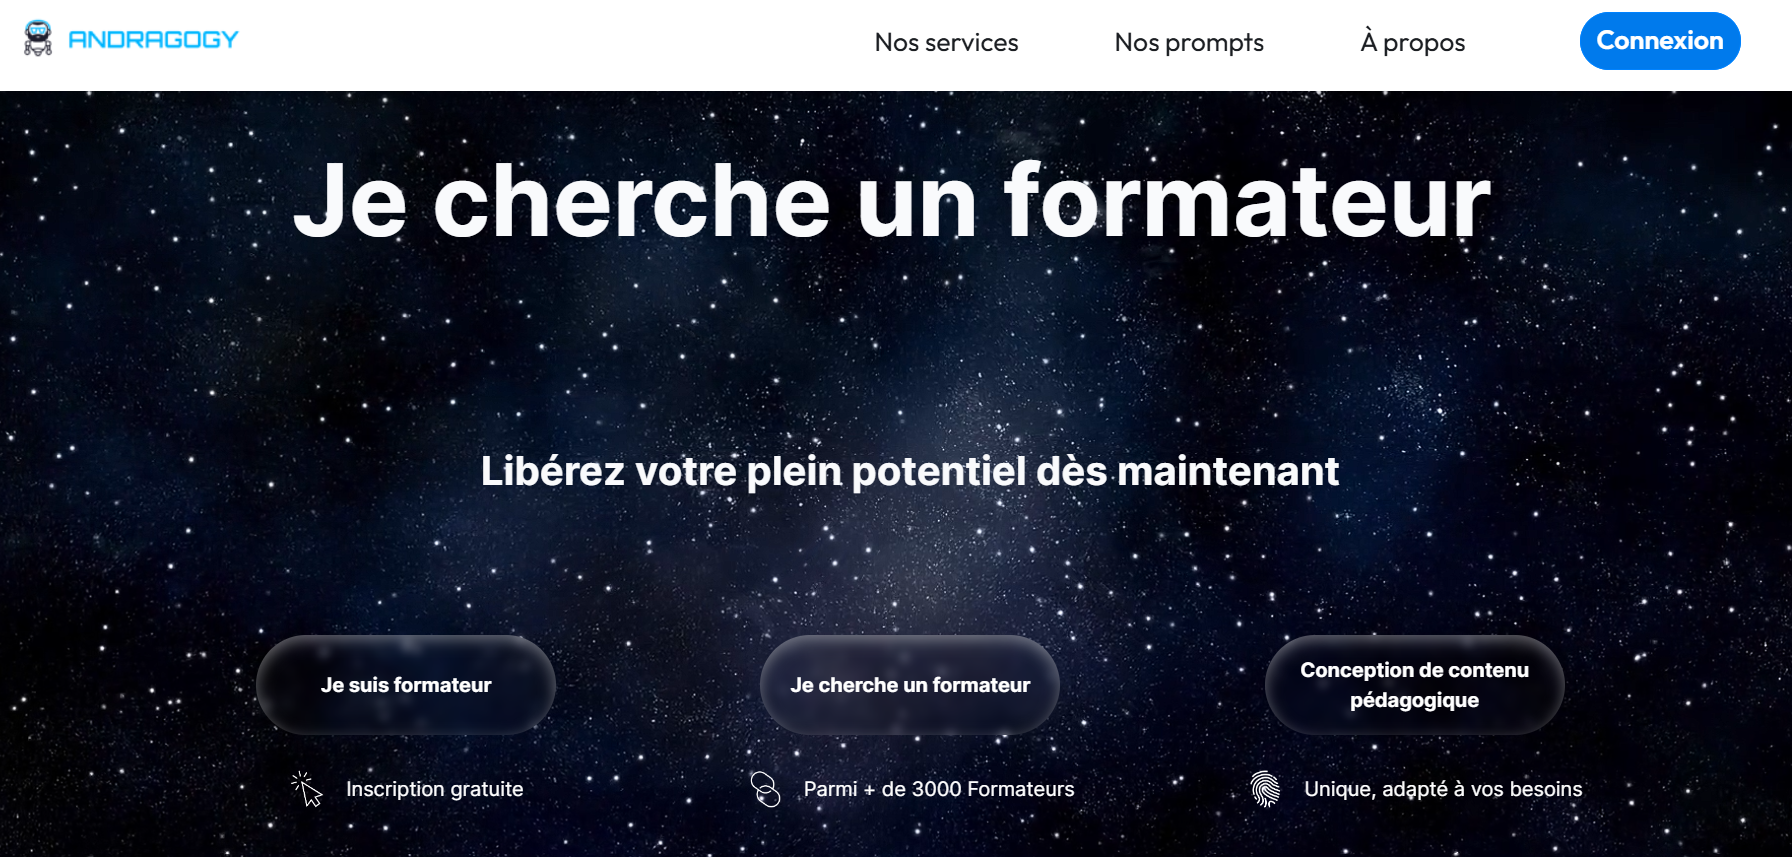 ANDRAGOGY
Nos services
Nos prompts
À propos
Connexion
Je cherche un formateur
Libérez votre plein potentiel dès maintenant
Je suis formateur
Je cherche un formateur
Conception de contenu
pédagogique
Inscription gratuite
Parmi + de 3000 Formateurs
Unique, adapté à vos besoins